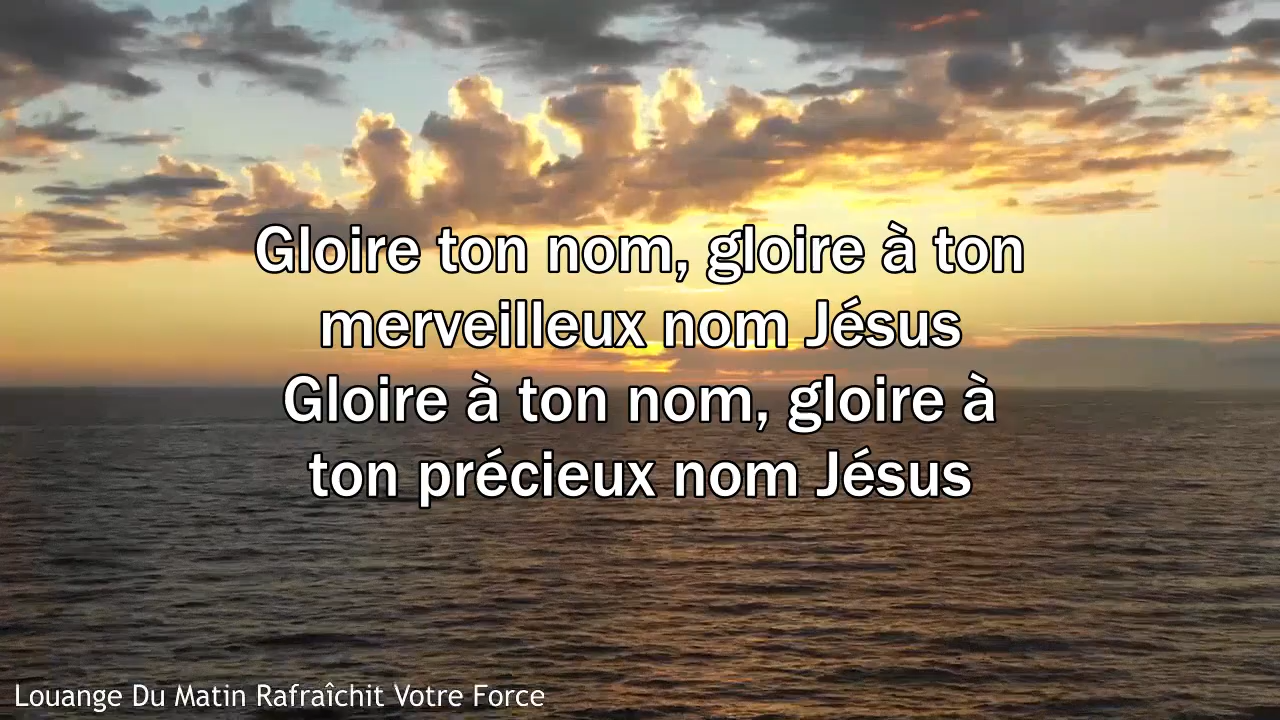 Gloire ton nom, gloire à ton
merveilleux nom Jésus
Gloire à ton nom, gloire à
ton précieux nom Jésus
Louange Du Matin Rafraîchit Votre Force